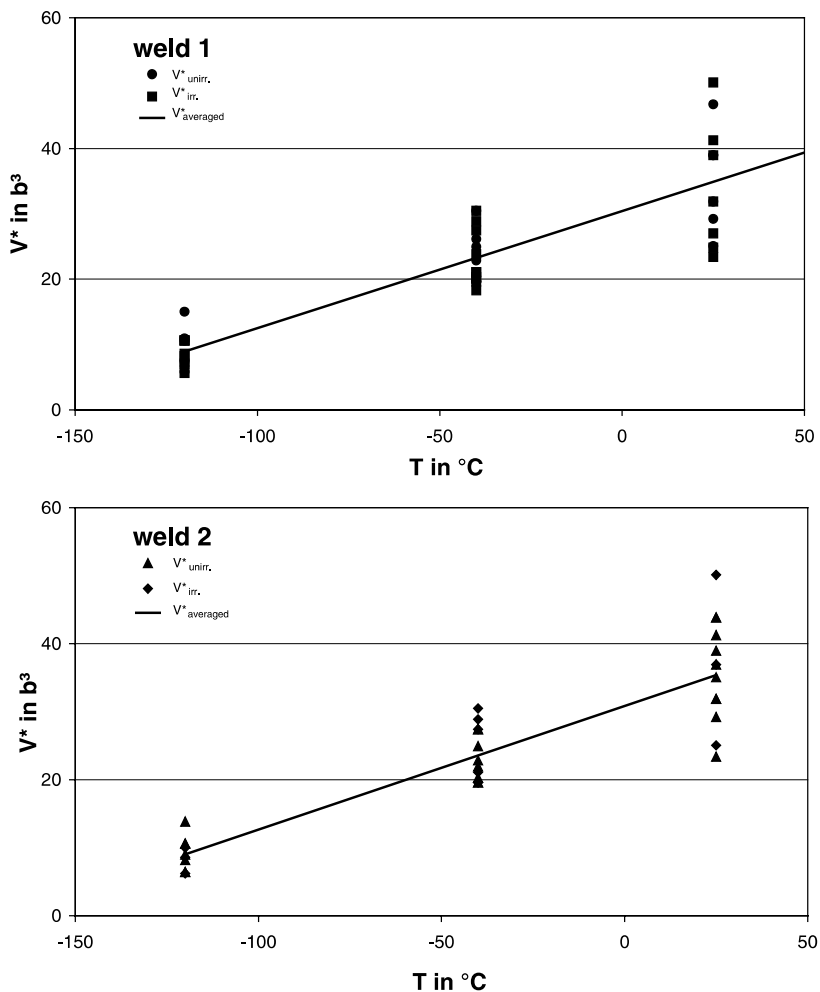 60
40
20
0
V* in b³
weld 1
V* unirr.
V* irr.
V* averaged
-150 -100 -50 0 50
T in °C
60
40
20
0
V* in b³
weld 2
V* unirr.
V* irr.
V* averaged
-150 -100 -50 0 50
T in °C